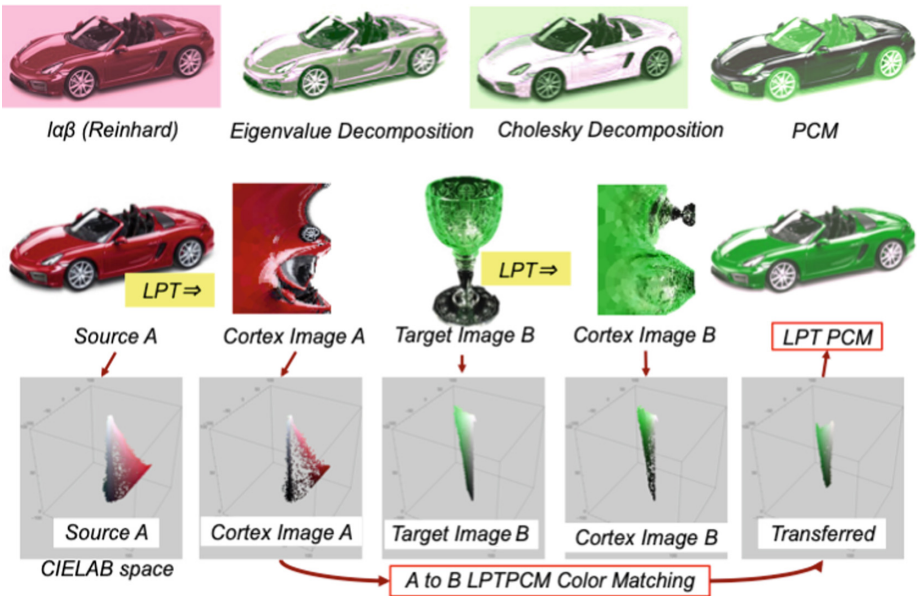 lαβ (Reinhard)
Eigenvalue Decomposition
Cholesky Decomposition
PCM
LPT⇒
LPT⇒
Source A
Cortex Image A
Target Image B
Cortex Image B
LPT PCM
Source A
Cortex Image A
Target Image B
Cortex Image B
Transferred
CIELAB space
A to B LPTPCM Color Matching